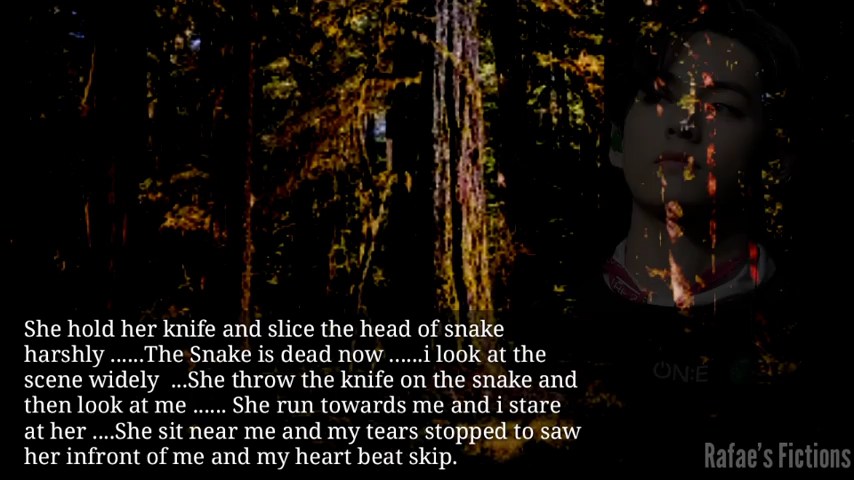 She hold her knife and slice the head of snake
harshly ......The Snake is dead now ......i look at the
scene widely  ...She throw the knife on the snake and
then look at me ...... She run towards me and i stare
at her ....She sit near me and my tears stopped to saw
her infront of me and my heart beat skip.
ON:E
Rafae's Fictions